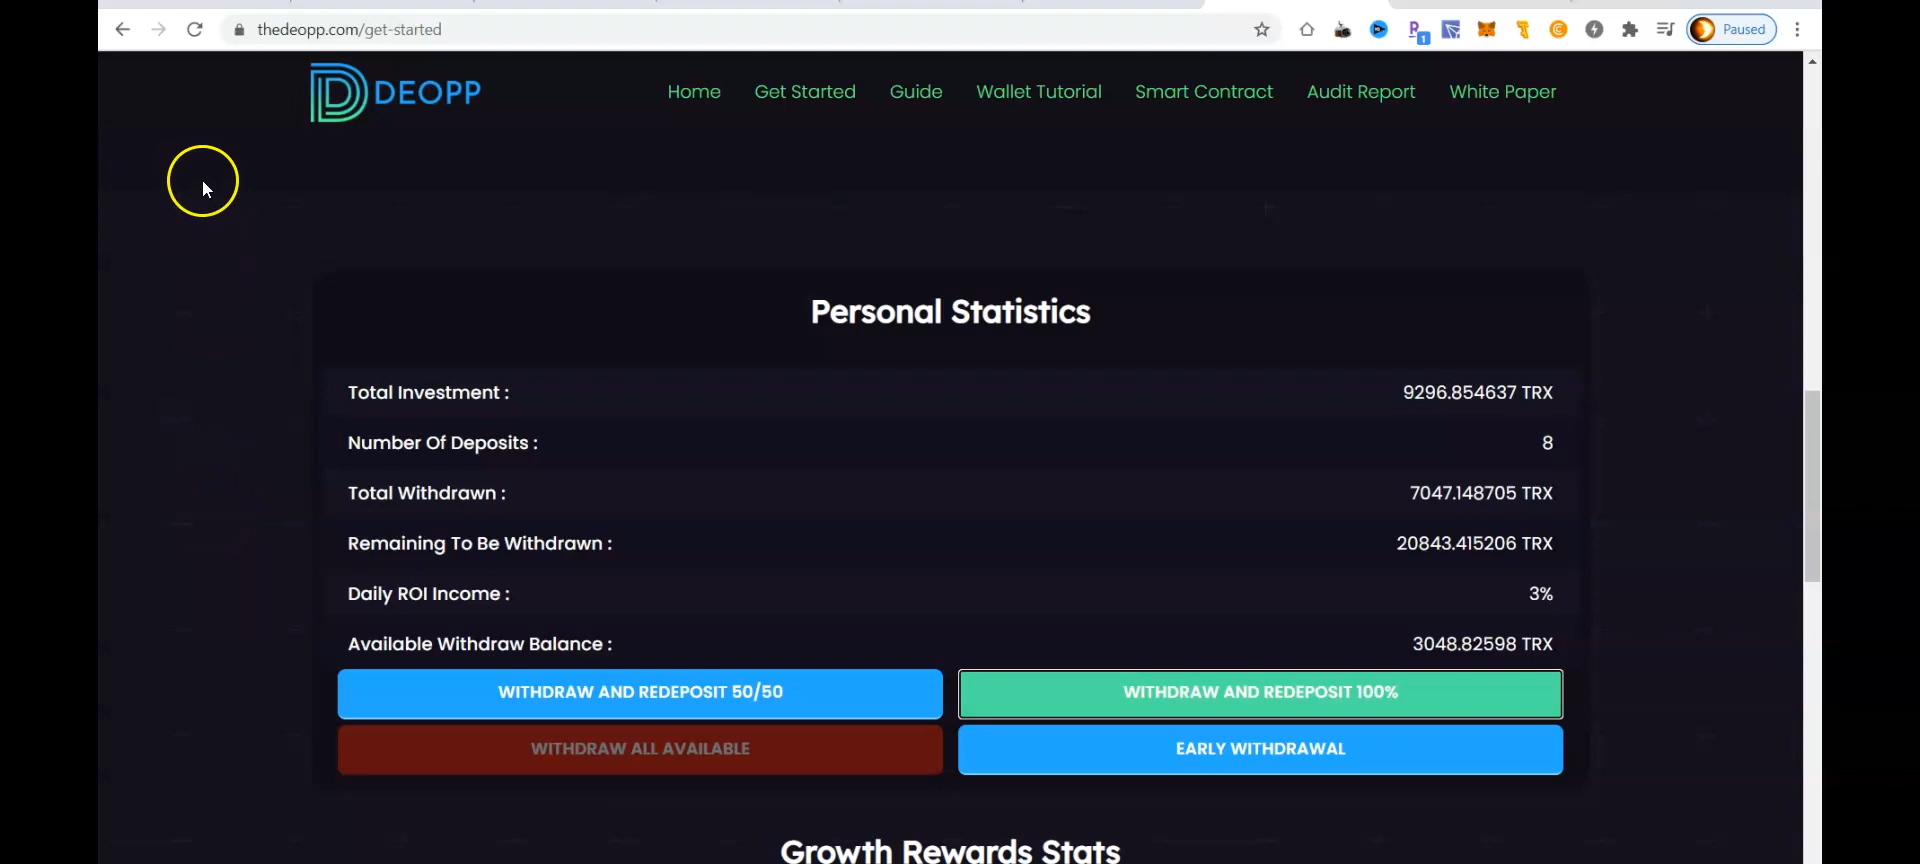 thedeopp.com/get-started
1
Paused
DEOPP
Home Get Started Guide Wallet Tutorial Smart Contract Audit Report White Paper
Personal Statistics
Total Investment : 9296.854637 TRX
Number Of Deposits : 8
Total Withdrawn : 7047.148705 TRX
Remaining To Be Withdrawn : 20843.415206 TRX
Daily ROI Income : 3%
Available Withdraw Balance : 3048.82598 TRX
WITHDRAW AND REDEPOSIT 50/50 WITHDRAW AND REDEPOSIT 100%
WITHDRAW ALL AVAILABLE EARLY WITHDRAWAL
Growth Rewards Stats